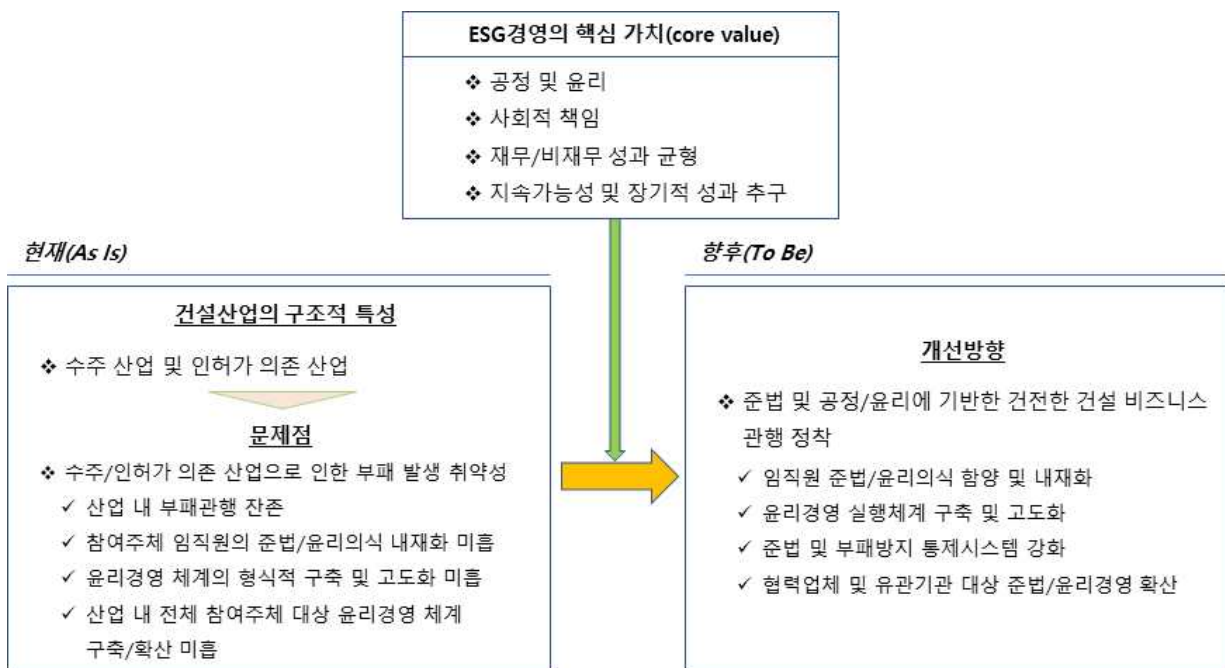 ESG경영의 핵심 가치(core value)
❖ 공정 및 윤리
❖ 사회적 책임
❖ 재무/비재무 성과 균형
❖ 지속가능성 및 장기적 성과 추구
현재(As Is)
건설산업의 구조적 특성
❖ 수주 산업 및 인허가 의존 산업
문제점
❖ 수주/인허가 의존 산업으로 인한 부패 발생 취약성
✓ 산업 내 부패관행 잔존
✓ 참여주체 임직원의 준법/윤리의식 내재화 미흡
✓ 윤리경영 체계의 형식적 구축 및 고도화 미흡
✓ 산업 내 전체 참여주체 대상 윤리경영 체계
구축/확산 미흡
향후(To Be)
개선방향
❖ 준법 및 공정/윤리에 기반한 건전한 건설 비즈니스
관행 정착
✓ 임직원 준법/윤리의식 함양 및 내재화
✓ 윤리경영 실행체계 구축 및 고도화
✓ 준법 및 부패방지 통제시스템 강화
✓ 협력업체 및 유관기관 대상 준법/윤리경영 확산